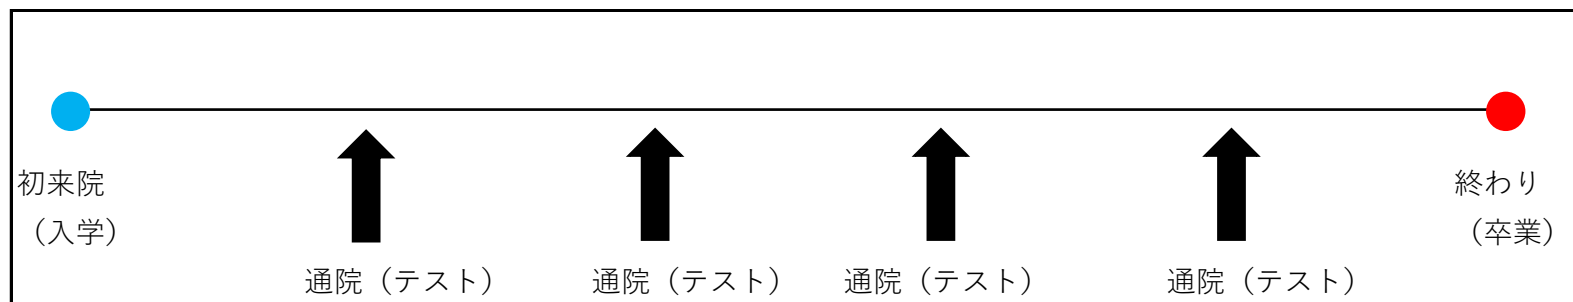 初来院
（入学）
終わり
（卒業）
通院（テスト）
通院（テスト）
通院（テスト）
通院（テスト）